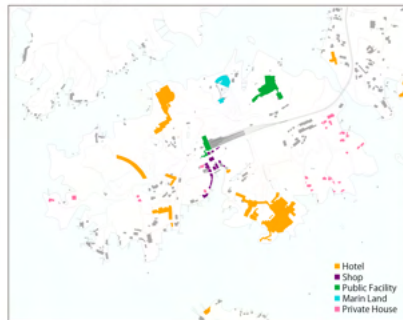 Hotel
Shop
Public Facility
Marin Land
Private House